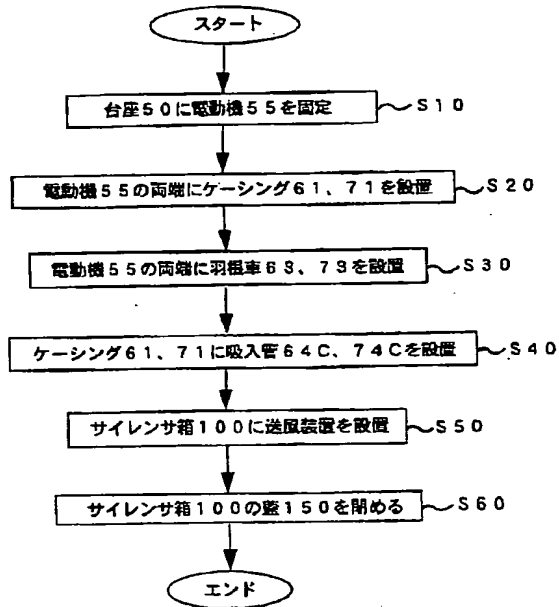 スタート
台座50に電動機55を固定 S10
電動機55の両端にケーシング61、71を設置 S20
電動機55の両端に羽根車63、73を設置 S30
ケーシング61、71に吸入管64C、74Cを設置 S40
サイレンサ箱100に送風装置を設置 S50
サイレンサ箱100の蓋150を閉める S60
エンド